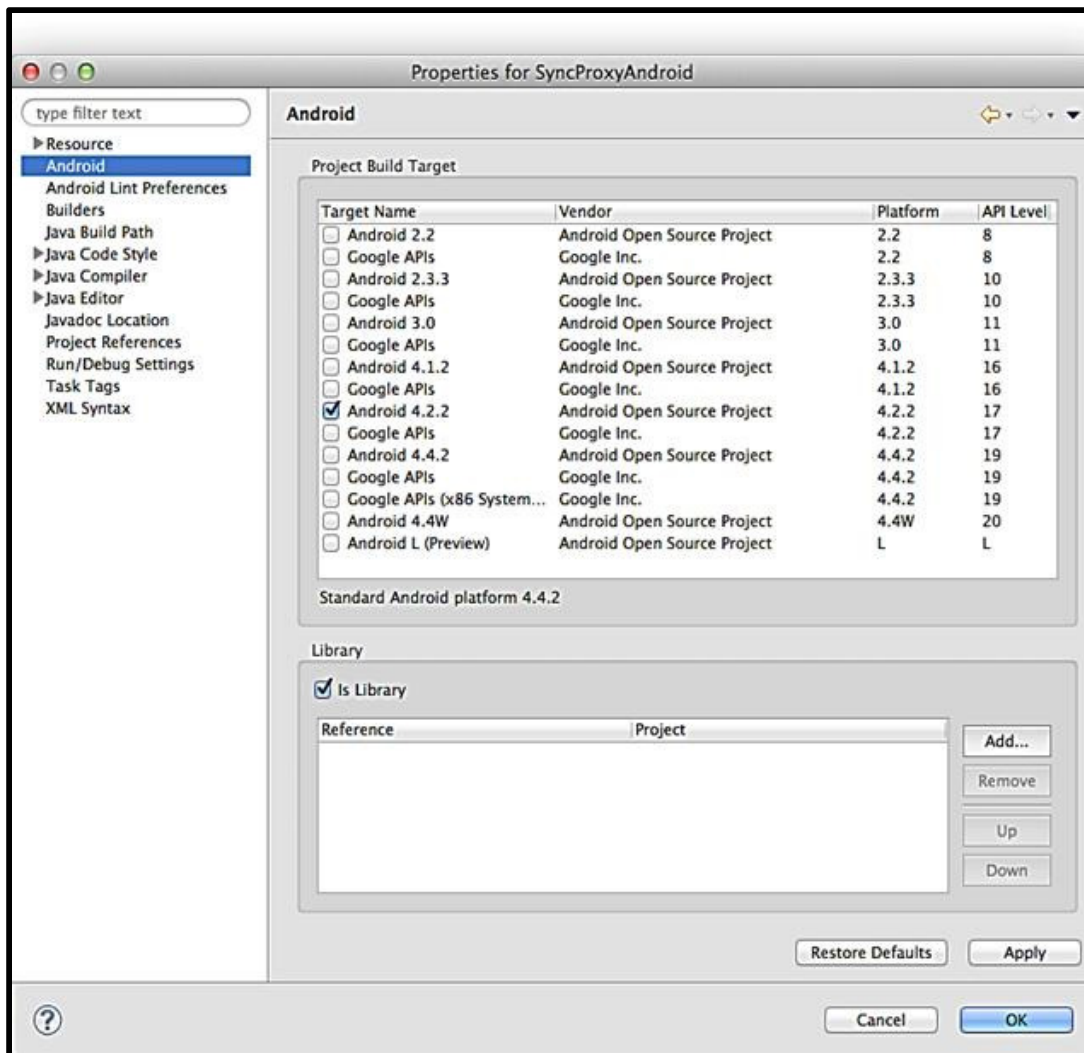 Properties for SyncProxyAndroid
type filter text
Resource
Android
Android Lint Preferences
Builders
Java Build Path
Java Code Style
Java Compiler
Java Editor
Javadoc Location
Project References
Run/Debug Settings
Task Tags
XML Syntax
Android
Project Build Target
Target Name Vendor Platform API Level
Android 2.2 Android Open Source Project 2.2 8
Google APIs Google Inc. 2.2 8
Android 2.3.3 Android Open Source Project 2.3.3 10
Google APIs Google Inc. 2.3.3 10
Android 3.0 Android Open Source Project 3.0 11
Google APIs Google Inc. 3.0 11
Android 4.1.2 Android Open Source Project 4.1.2 16
Google APIs Google Inc. 4.1.2 16
Android 4.2.2 Android Open Source Project 4.2.2 17
Google APIs Google Inc. 4.2.2 17
Android 4.4.2 Android Open Source Project 4.4.2 19
Google APIs Google Inc. 4.4.2 19
Google APIs (x86 System... Google Inc. 4.4.2 19
Android 4.4W Android Open Source Project 4.4W 20
Android L (Preview) Android Open Source Project L L
Standard Android platform 4.4.2
Library
Is Library
Reference Project
Add...
Remove
Up
Down
Restore Defaults Apply
? Cancel OK